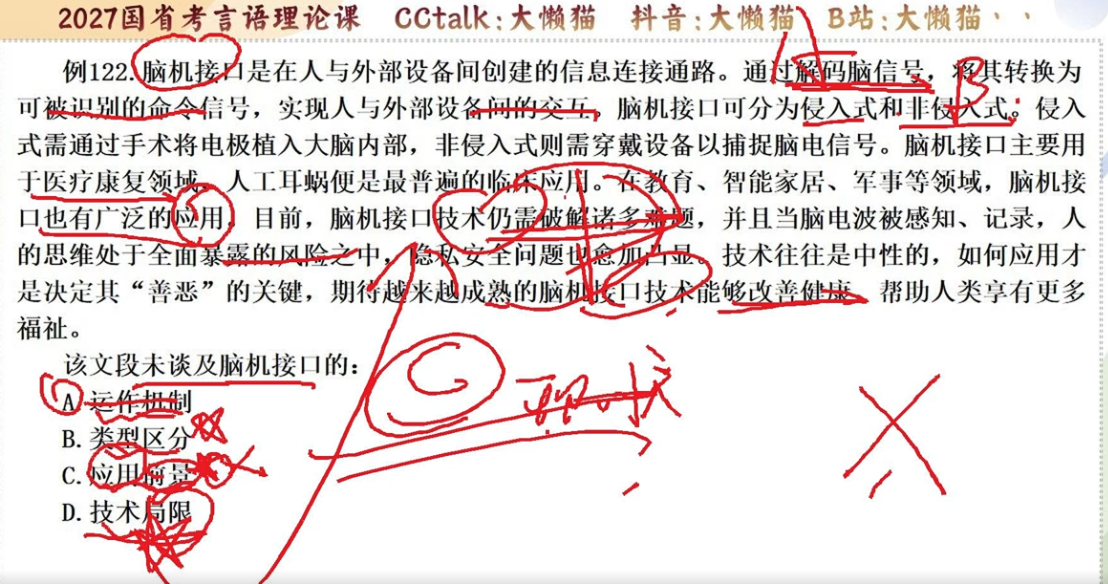 2027国省考言语理论课 CCtalk:大懒猫 抖音:大懒猫 B站:大懒猫
例122.脑机接口是在人与外部设备间创建的信息连接通路。通过解码脑信号，将其转换为
可被识别的命令信号，实现人与外部设备间的交互。脑机接口可分为侵入式和非侵入式。侵入
式需通过手术将电极植入大脑内部，非侵入式则需穿戴设备以捕捉脑电信号。脑机接口主要用
于医疗康复领域，人工耳蜗便是最普遍的临床应用。在教育、智能家居、军事等领域，脑机接
口也有广泛的应用。目前，脑机接口技术仍需破解诸多难题，并且当脑电波被感知、记录，人
的思维处于全面暴露的风险之中，隐私安全问题也愈加凸显。技术往往是中性的，如何应用才
是决定其“善恶”的关键，期待越来越成熟的脑机接口技术能够改善健康，帮助人类享有更多
福祉。
该文段未谈及脑机接口的：
A.运作机制
B.类型区分
C.应用前景
D.技术局限